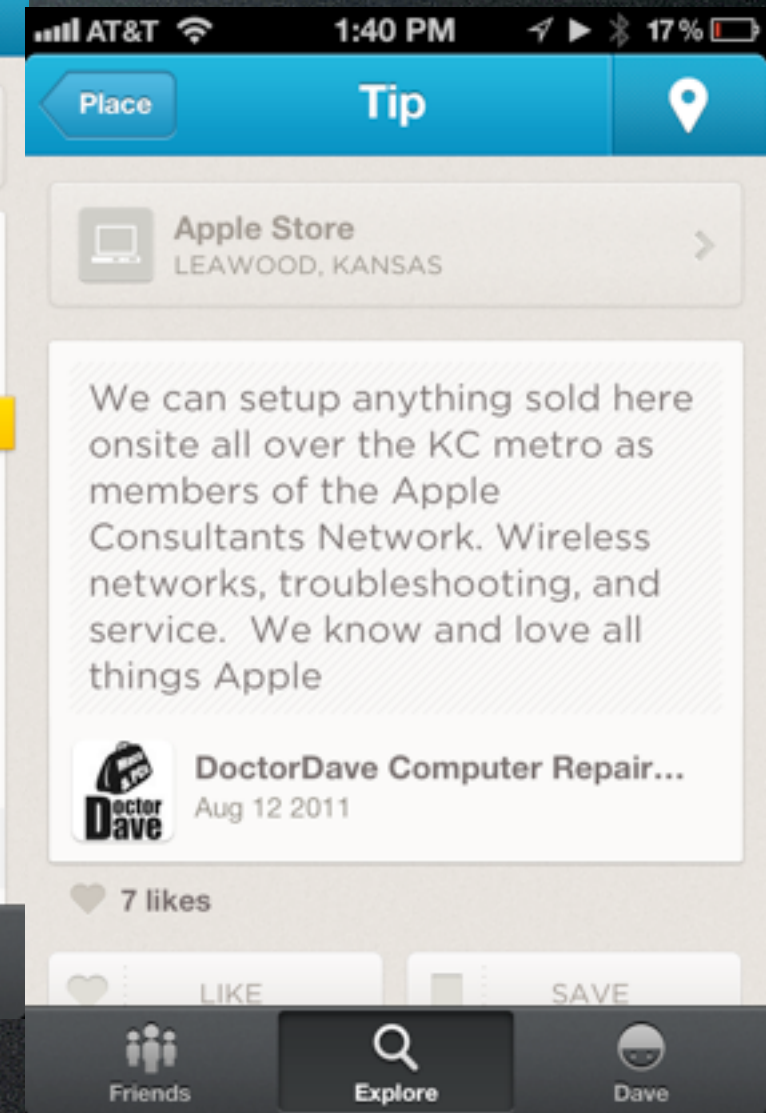 AT&T 1:40 PM 17%
Place Tip
Apple Store
LEAWOOD, KANSAS
We can setup anything sold here
onsite all over the KC metro as
members of the Apple
Consultants Network. Wireless
networks, troubleshooting, and
service.  We know and love all
things Apple
DoctorDave Computer Repair...
Aug 12 2011
Doctor
Dave
7 likes
LIKE SAVE
Friends Explore Dave